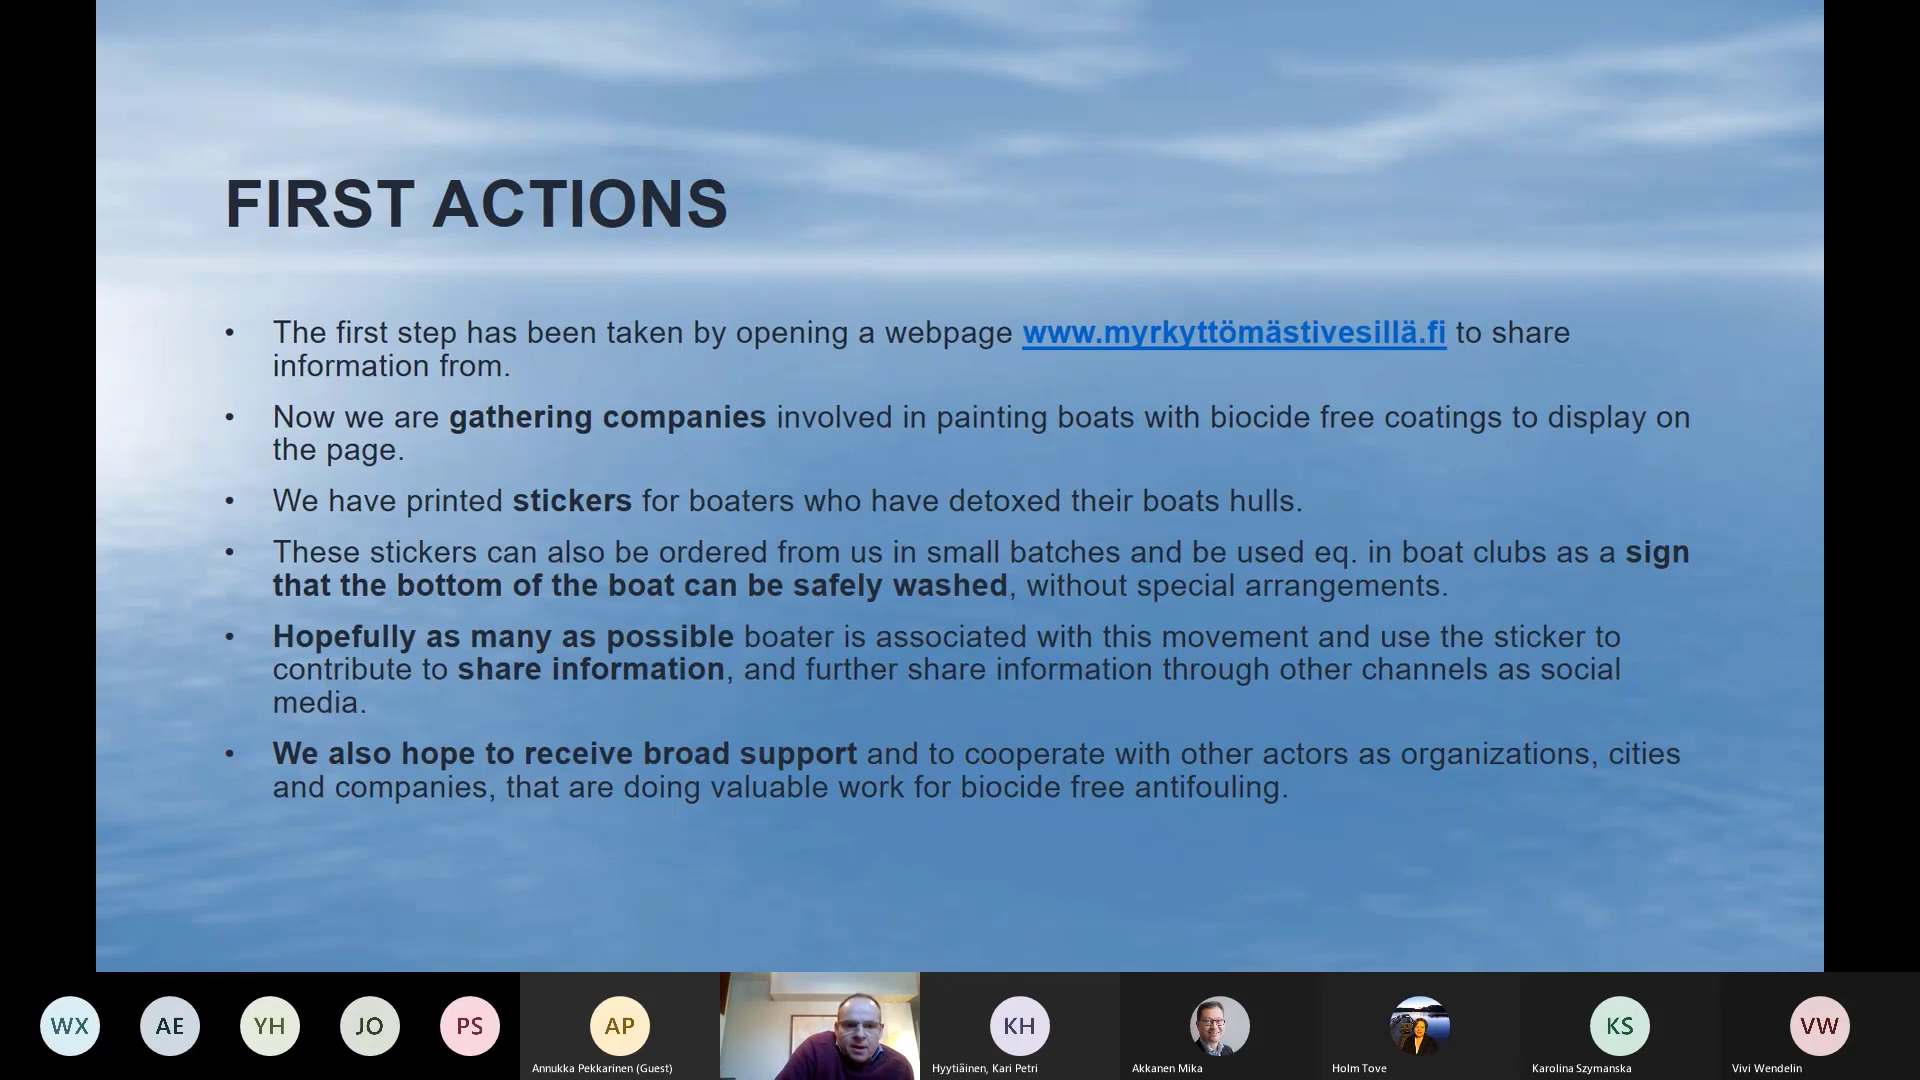 FIRST ACTIONS
• The first step has been taken by opening a webpage www.myrkyttömästivesillä.fi to share
information from.
• Now we are gathering companies involved in painting boats with biocide free coatings to display on
the page.
• We have printed stickers for boaters who have detoxed their boats hulls.
• These stickers can also be ordered from us in small batches and be used eq. in boat clubs as a sign
that the bottom of the boat can be safely washed, without special arrangements.
• Hopefully as many as possible boater is associated with this movement and use the sticker to
contribute to share information, and further share information through other channels as social
media.
• We also hope to receive broad support and to cooperate with other actors as organizations, cities
and companies, that are doing valuable work for biocide free antifouling.
WX AE YH JO PS AP KH KS VW
Annukka Pekkarinen (Guest) Hyytiäinen, Kari Petri Akkanen Mika Holm Tove Karolina Szymanska Vivi Wendelin